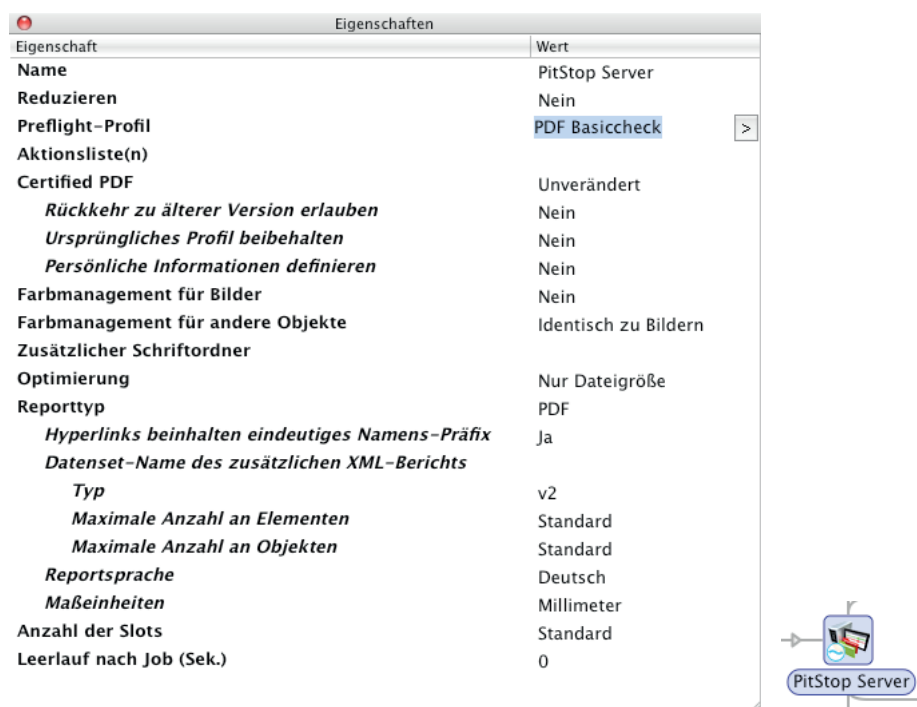 Eigenschaften
Eigenschaft Wert
Name PitStop Server
Reduzieren Nein
Preflight-Profil PDF Basiccheck >
Aktionsliste(n)
Certified PDF Unverändert
Rückkehr zu älterer Version erlauben Nein
Ursprüngliches Profil beibehalten Nein
Persönliche Informationen definieren Nein
Farbmanagement für Bilder Nein
Farbmanagement für andere Objekte Identisch zu Bildern
Zusätzlicher Schriftordner
Optimierung Nur Dateigröße
Reporttyp PDF
Hyperlinks beinhalten eindeutiges Namens-Präfix Ja
Datenset-Name des zusätzlichen XML-Berichts
Typ v2
Maximale Anzahl an Elementen Standard
Maximale Anzahl an Objekten Standard
Reportsprache Deutsch
Maßeinheiten Millimeter
Anzahl der Slots Standard
Leerlauf nach Job (Sek.) 0
PitStop Server